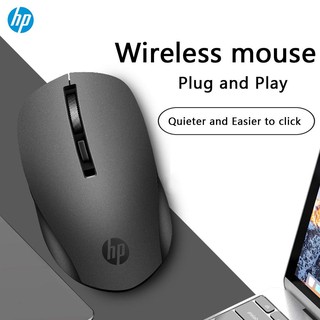 hp
Wireless mouse
Plug and Play
Quieter and Easier to click
hp